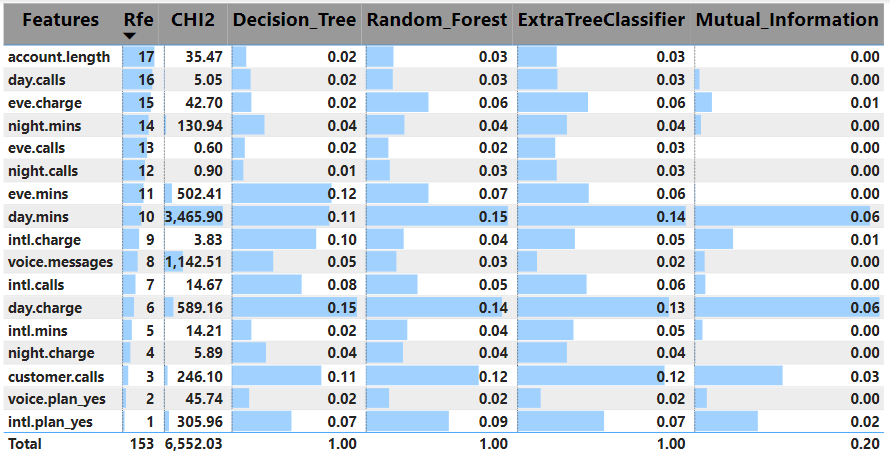 Features Rfe CHI2 Decision_Tree Random_Forest ExtraTreeClassifier Mutual_Information
account.length 17 35.47 0.02 0.03 0.03 0.00
day.calls 16 5.05 0.02 0.03 0.03 0.00
eve.charge 15 42.70 0.02 0.06 0.06 0.01
night.mins 14 130.94 0.04 0.04 0.04 0.00
eve.calls 13 0.60 0.02 0.02 0.03 0.00
night.calls 12 0.90 0.01 0.03 0.03 0.00
eve.mins 11 502.41 0.12 0.07 0.06 0.00
day.mins 10 3,465.90 0.11 0.15 0.14 0.06
intl.charge 9 3.83 0.10 0.04 0.05 0.01
voice.messages 8 1,142.51 0.05 0.03 0.02 0.00
intl.calls 7 14.67 0.08 0.05 0.06 0.00
day.charge 6 589.16 0.15 0.14 0.13 0.06
intl.mins 5 14.21 0.02 0.04 0.05 0.00
night.charge 4 5.89 0.04 0.04 0.04 0.00
customer.calls 3 246.10 0.11 0.12 0.12 0.03
voice.plan_yes 2 45.74 0.02 0.02 0.02 0.00
intl.plan_yes 1 305.96 0.07 0.09 0.07 0.02
Total 153 6,552.03 1.00 1.00 1.00 0.20